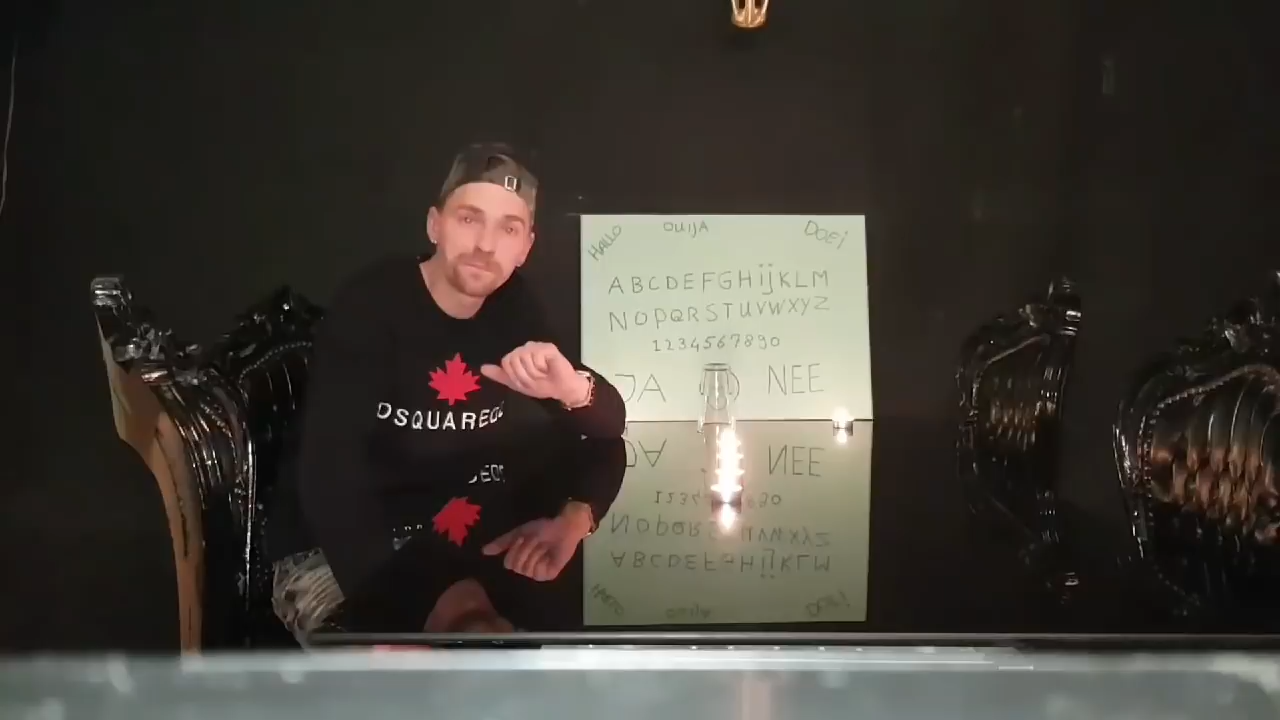 HALLO OUIJA DOEI
ABCDEFGHijKLM
NOPQRSTUVWXYZ
1234567890
JA NEE
DSQUARED2